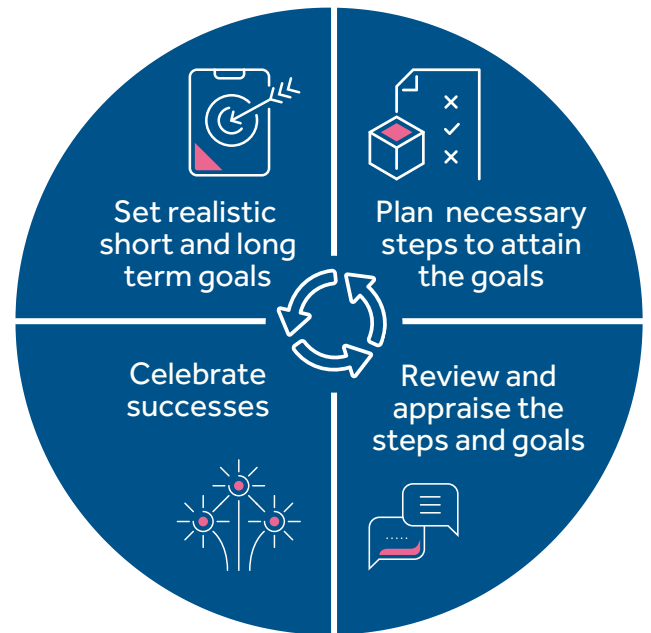 Set realistic
short and long
term goals
Plan necessary
steps to attain
the goals
Celebrate
successes
Review and
appraise the
steps and goals